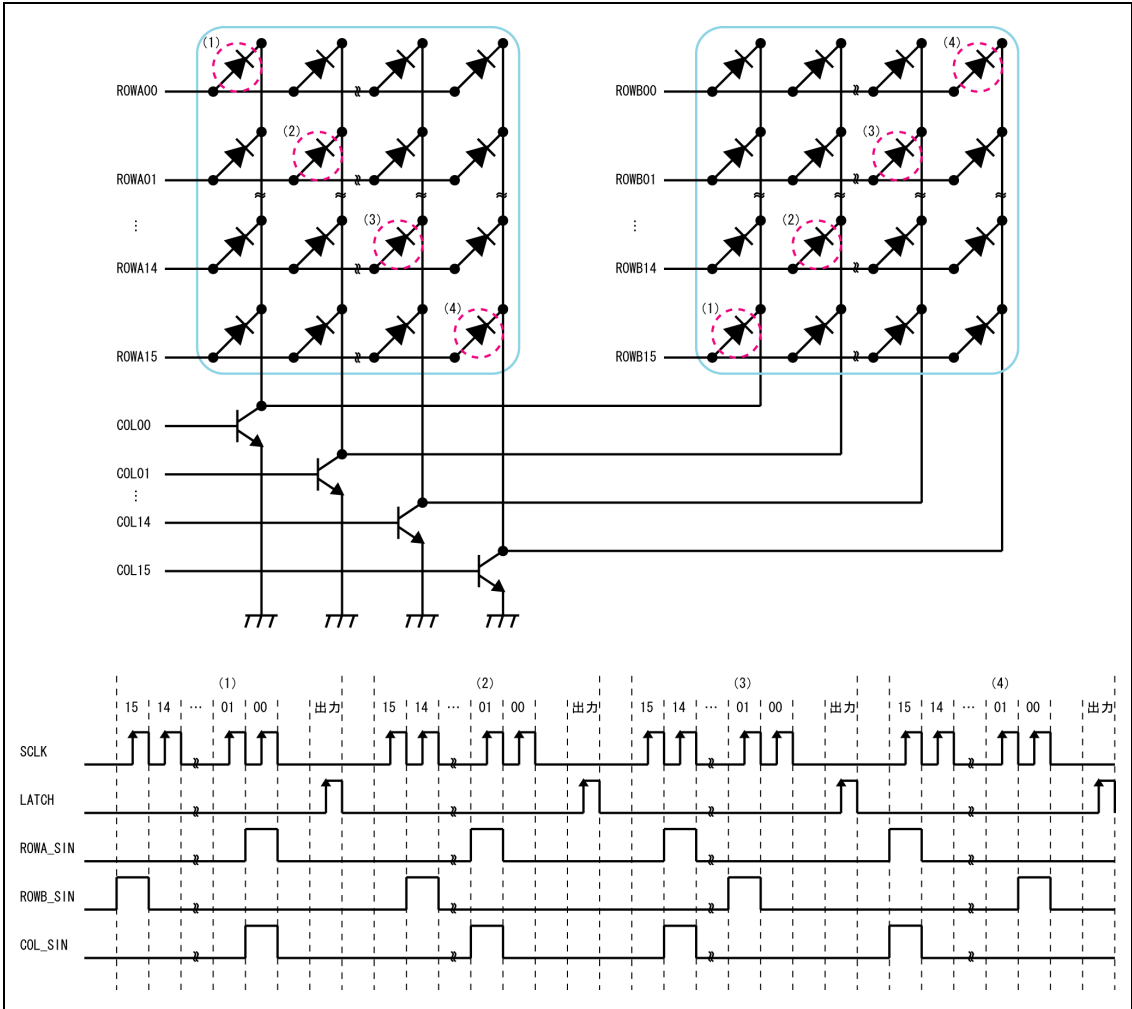 (1)
(4)
ROWA00
ROWB00
(2)
(3)
ROWA01
ROWB01
(3)
(2)
⋮
⋮
ROWA14
ROWB14
(4)
(1)
ROWA15
ROWB15
COL00
COL01
⋮
COL14
COL15
(1) (2) (3) (4)
15 14 … 01 00 出力 15 14 … 01 00 出力 15 14 … 01 00 出力 15 14 … 01 00 出力
SCLK
LATCH
ROWA_SIN
ROWB_SIN
COL_SIN